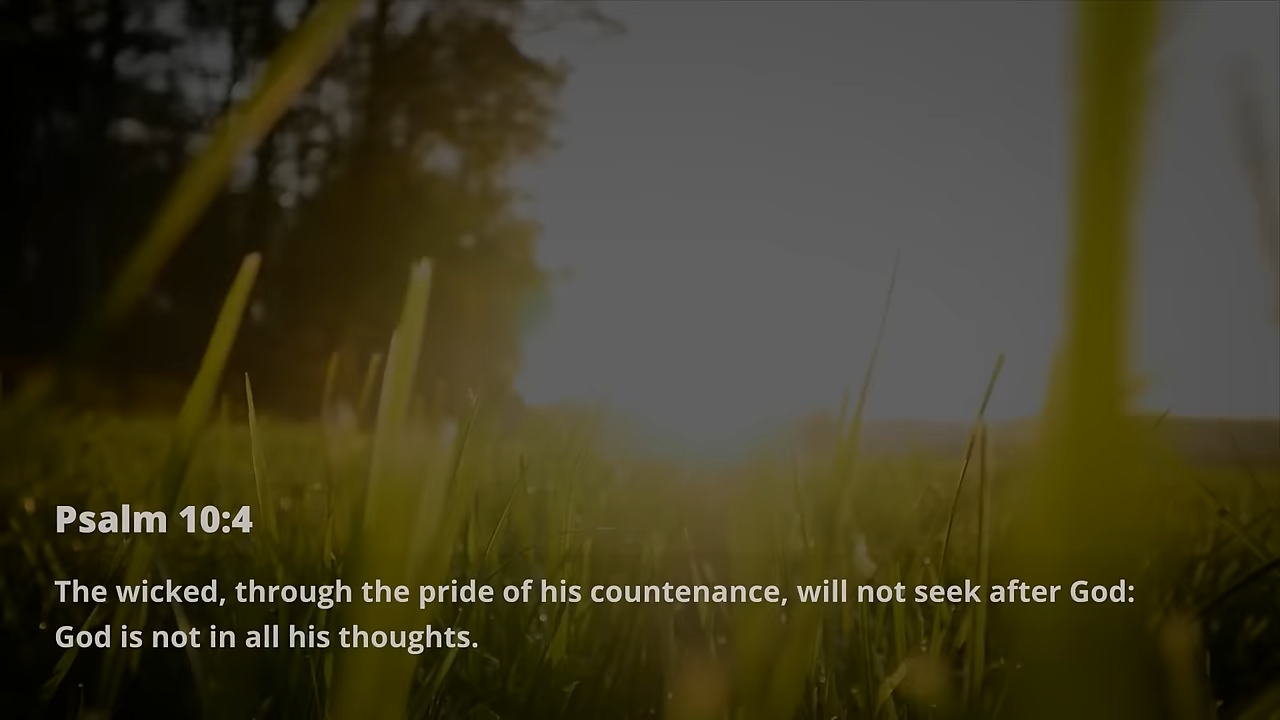 Psalm 10:4
The wicked, through the pride of his countenance, will not seek after God:
God is not in all his thoughts.